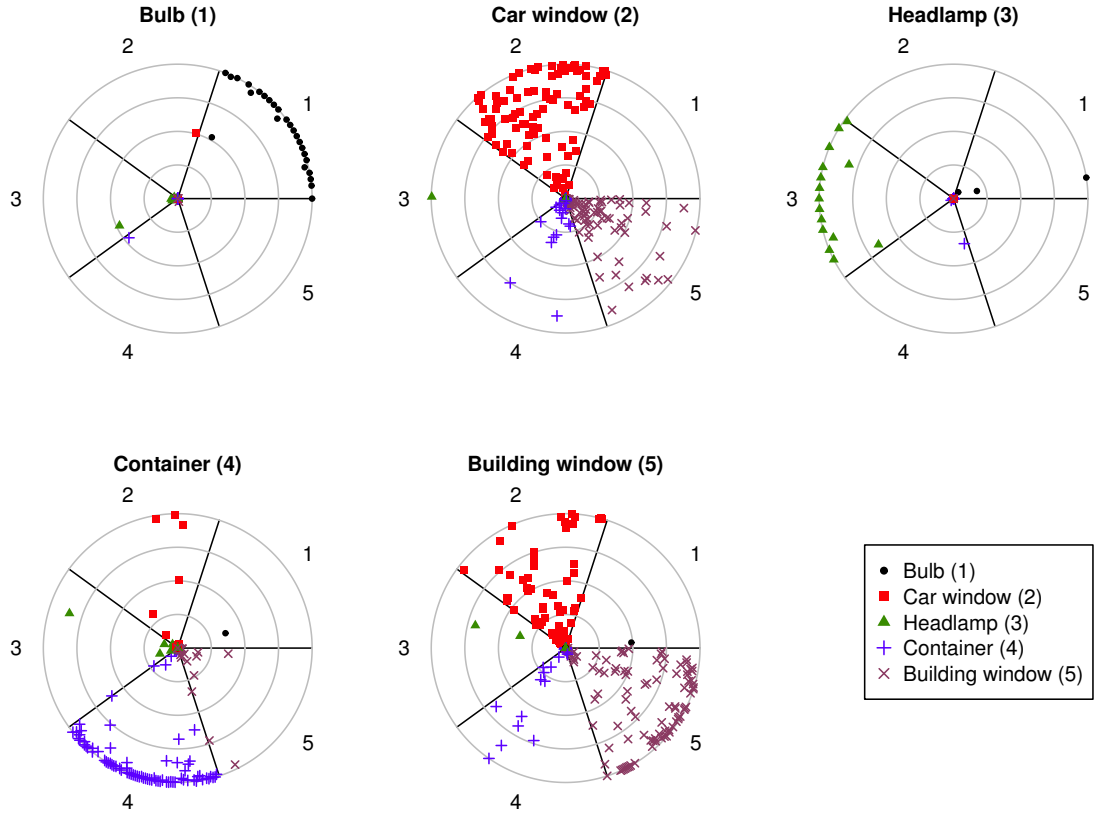 Bulb (1)
2
1
3
5
4
Car window (2)
2
1
3
5
4
Headlamp (3)
2
1
3
5
4
Container (4)
2
1
3
5
4
Building window (5)
2
1
3
5
4
Bulb (1)
Car window (2)
Headlamp (3)
Container (4)
Building window (5)